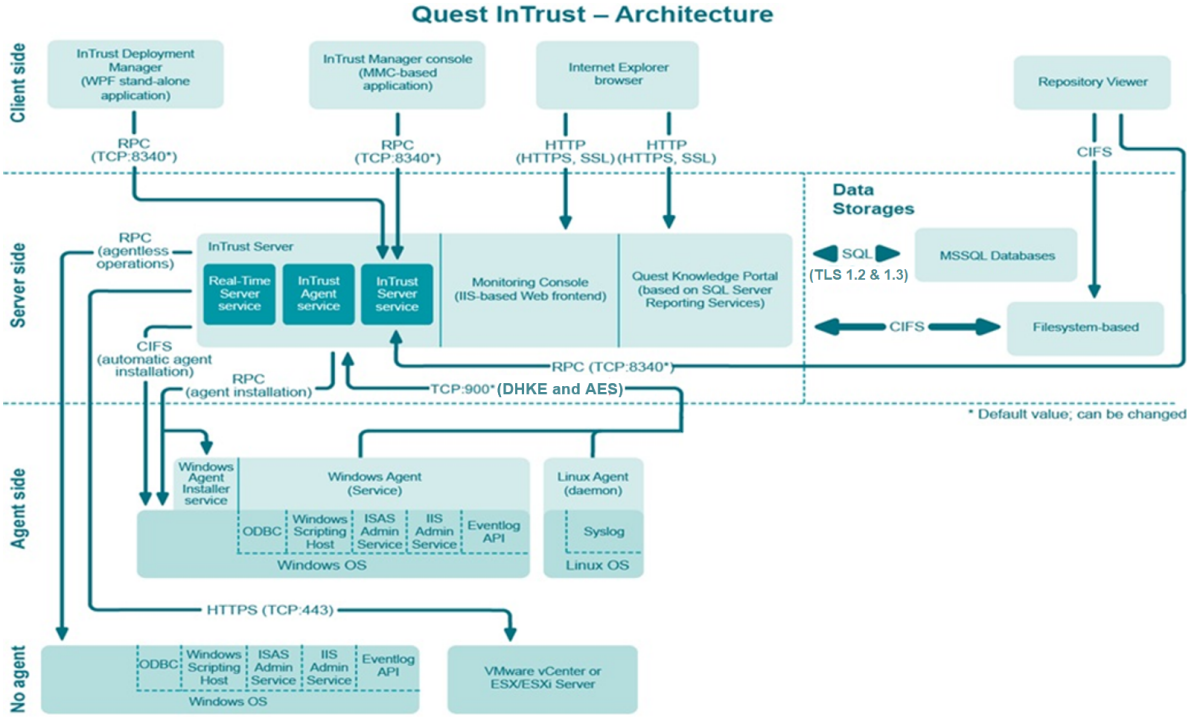 Quest InTrust – Architecture
Client side
InTrust Deployment
Manager
(WPF stand-alone
application)
InTrust Manager console
(MMC-based
application)
Internet Explorer
browser
Repository Viewer
RPC
(TCP:8340*)
RPC
(TCP:8340*)
HTTP
(HTTPS, SSL)
HTTP
(HTTPS, SSL)
CIFS
Server side
Data
Storages
RPC
(agentless
operations)
InTrust Server
Real-Time
Server
service
InTrust
Agent
service
InTrust
Server
service
Monitoring Console
(IIS-based Web frontend)
Quest Knowledge Portal
(based on SQL Server
Reporting Services)
SQL
(TLS 1.2 & 1.3)
MSSQL Databases
CIFS
Filesystem-based
CIFS
(automatic agent
installation)
RPC (TCP:8340*)
RPC
(agent installation)
TCP:900* (DHKE and AES)
* Default value; can be changed
Agent side
Windows
Agent
Installer
service
Windows Agent
(Service)
Linux Agent
(daemon)
ODBC
Windows
Scripting
Host
ISAS
Admin
Service
IIS
Admin
Service
Eventlog
API
Syslog
Windows OS
Linux OS
HTTPS (TCP:443)
No agent
ODBC
Windows
Scripting
Host
ISAS
Admin
Service
IIS
Admin
Service
Eventlog
API
Windows OS
VMware vCenter or
ESX/ESXi Server